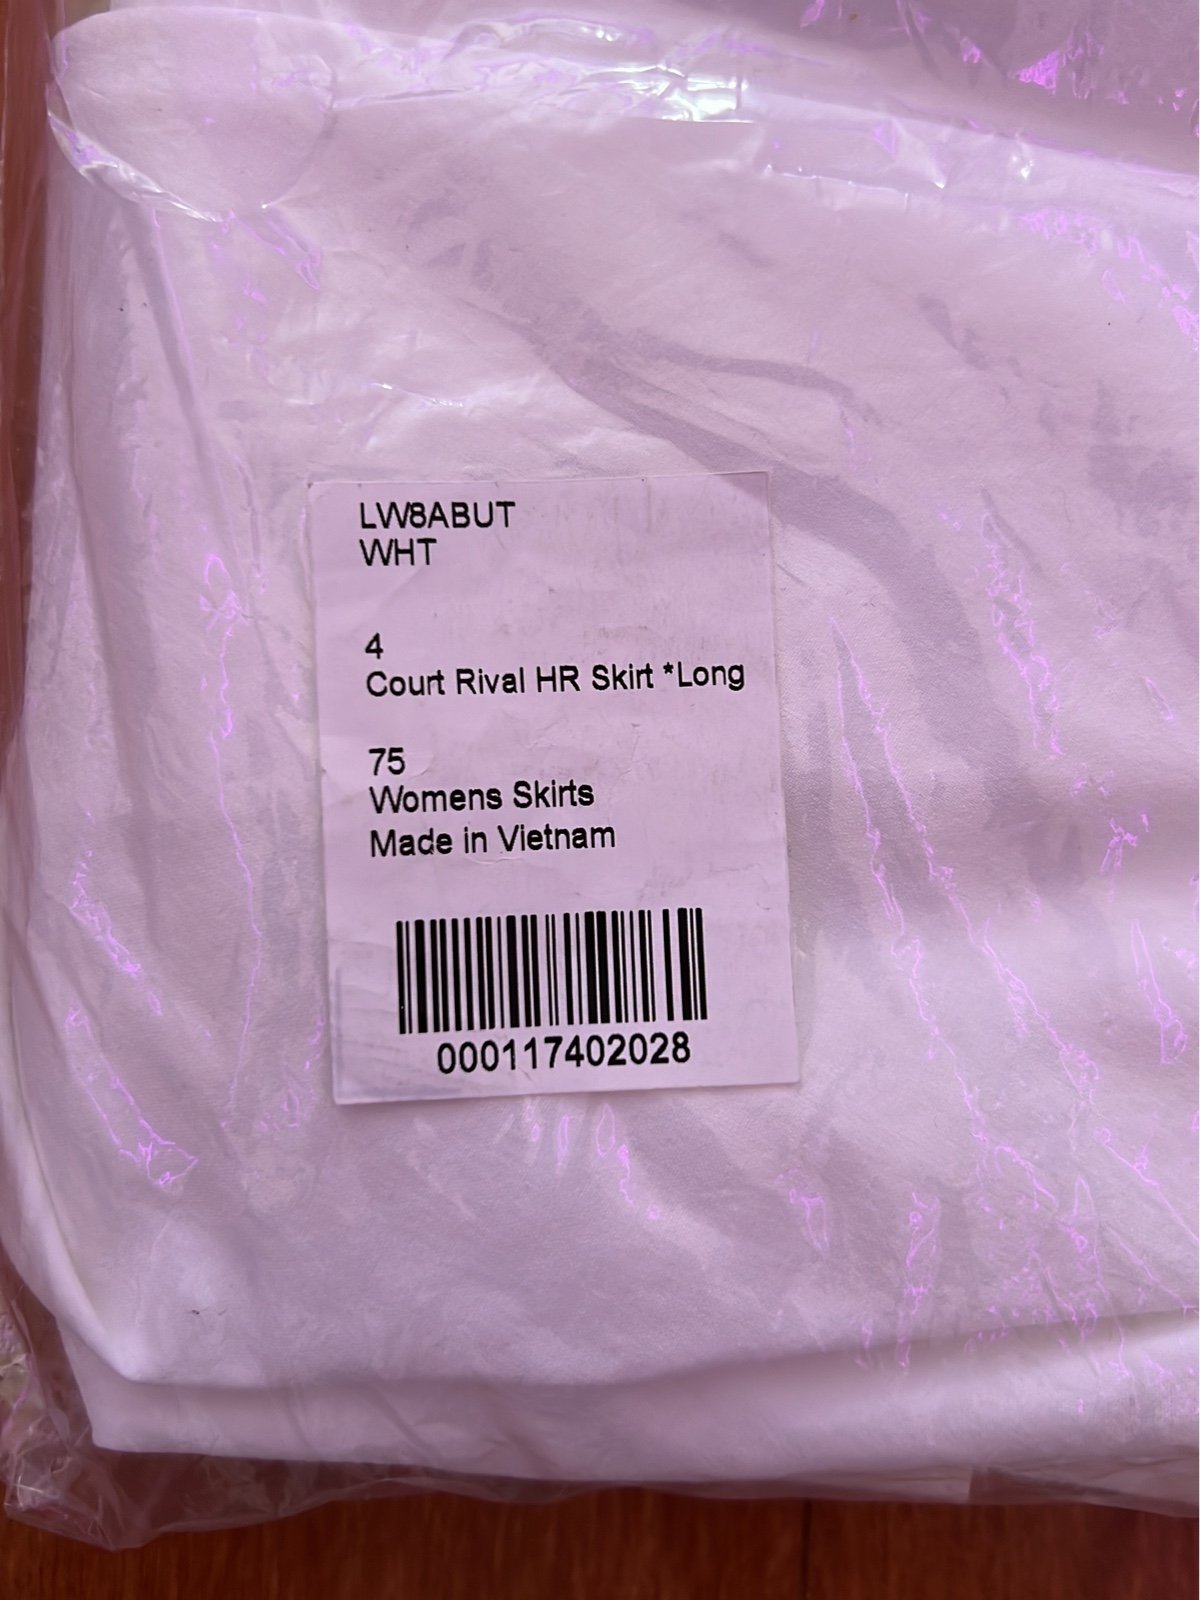 LW8ABUT
WHT
4
Court Rival HR Skirt *Long
75
Womens Skirts
Made in Vietnam
000117402028